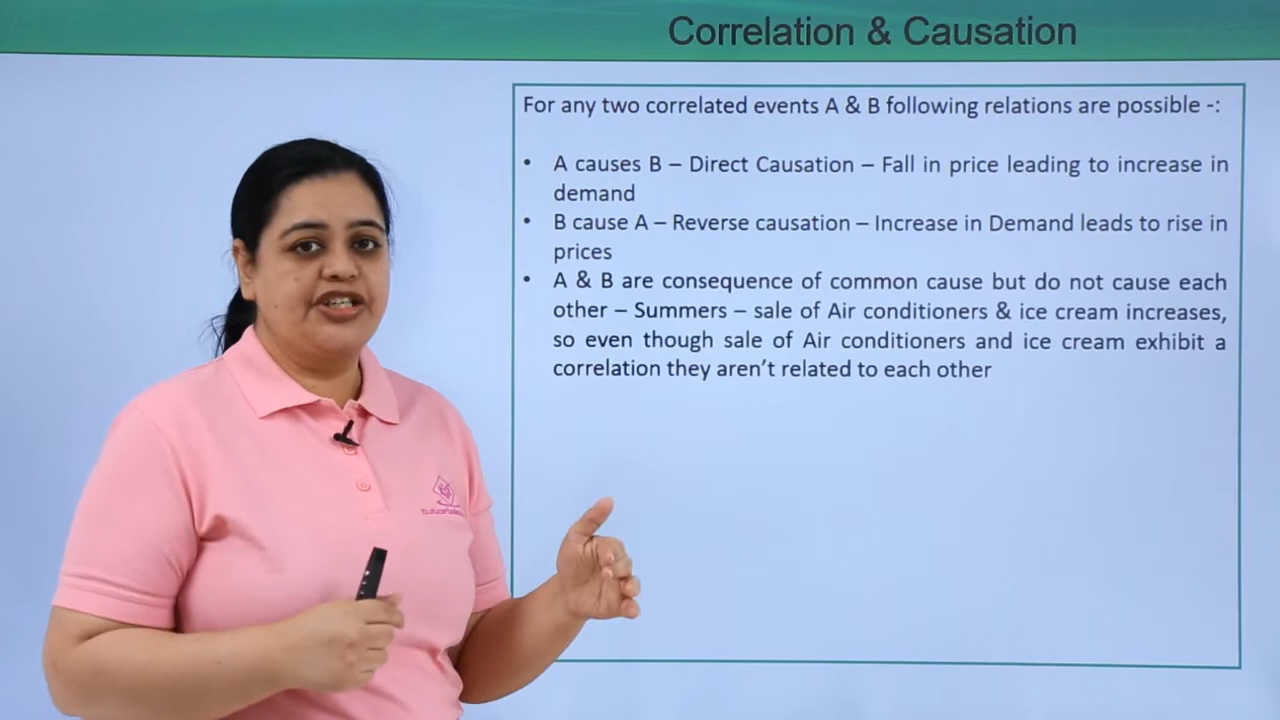 Correlation & Causation
For any two correlated events A & B following relations are possible -:
• A causes B – Direct Causation – Fall in price leading to increase in
demand
• B cause A – Reverse causation – Increase in Demand leads to rise in
prices
• A & B are consequence of common cause but do not cause each
other – Summers – sale of Air conditioners & ice cream increases,
so even though sale of Air conditioners and ice cream exhibit a
correlation they aren't related to each other